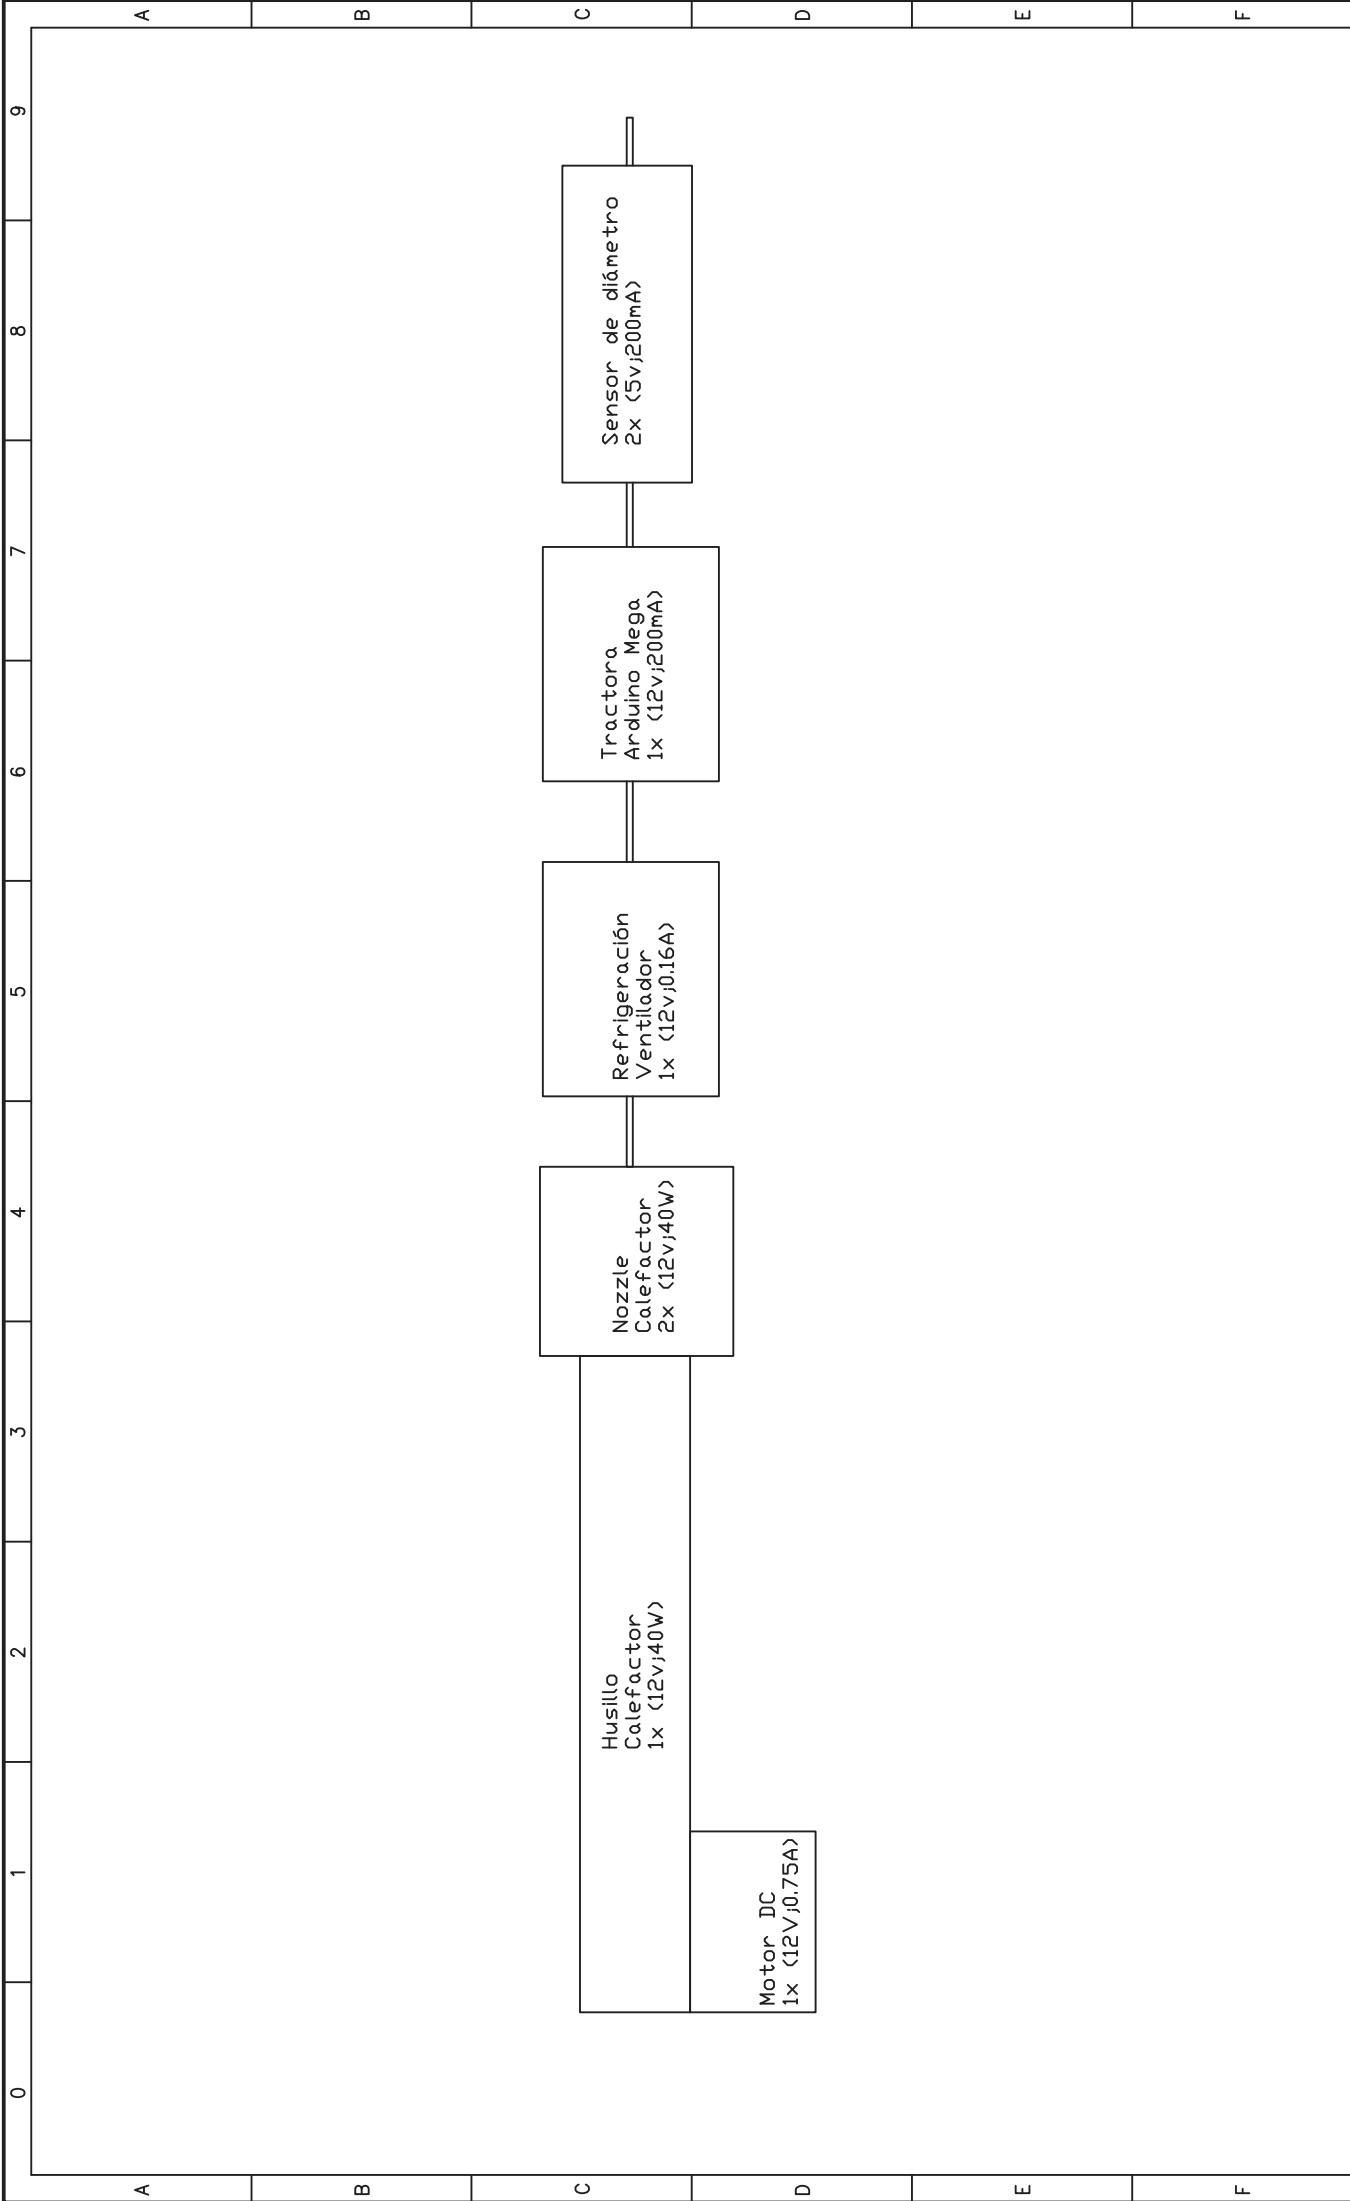 0 1 2 3 4 5 6 7 8 9
A A
B B
C C
D D
E E
F F
Husillo
Calefactor
1x (12v;40W)
Motor DC
1x (12V;0.75A)
Nozzle
Calefactor
2x (12v;40W)
Refrigeración
Ventilador
1x (12v;0.16A)
Tractora
Arduino Mega
1x (12v;200mA)
Sensor de diámetro
2x (5v;200mA)